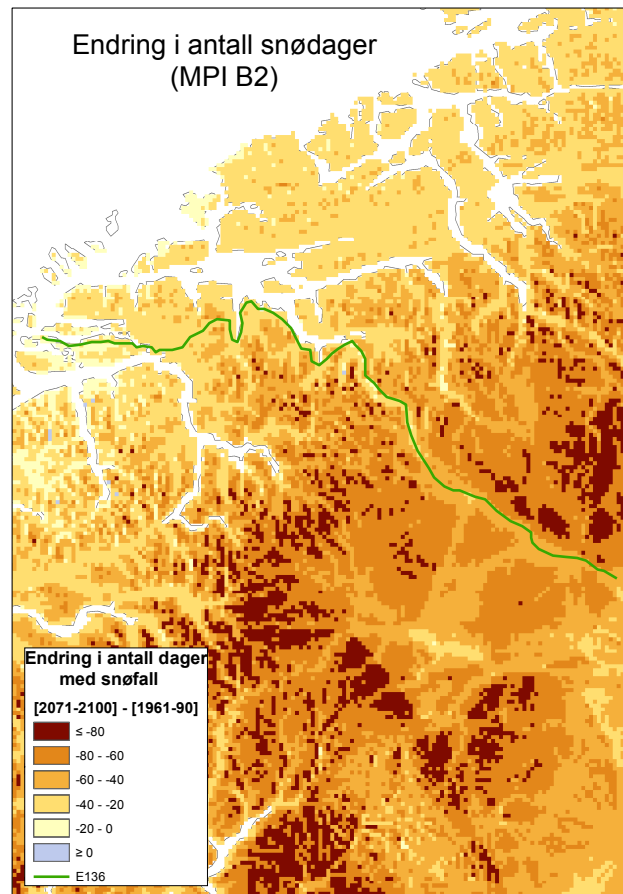 Endring i antall snødager
(MPI B2)
Endring i antall dager
med snøfall
[2071-2100] - [1961-90]
≤ -80
-80 - -60
-60 - -40
-40 - -20
-20 - 0
≥ 0
E136